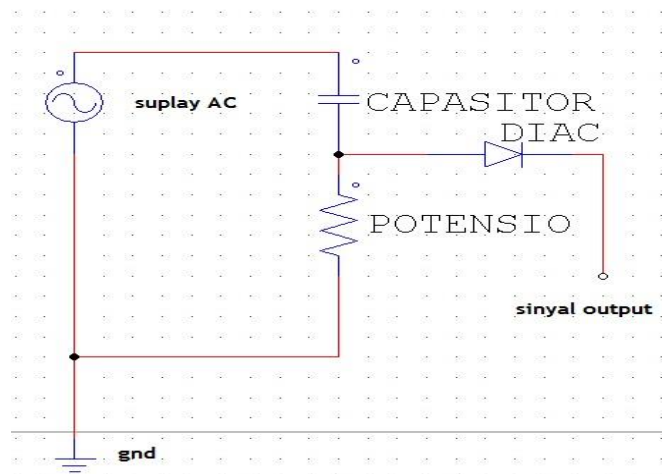 suplay AC
CAPASITOR
DIAC
POTENSIO
sinyal output
gnd